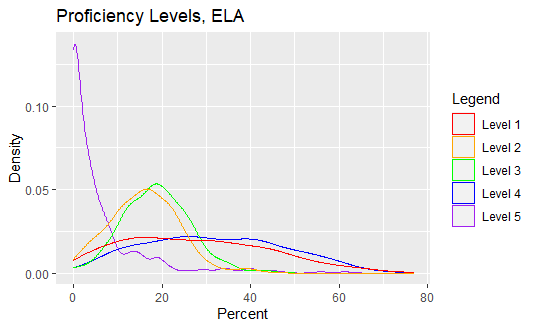 Proficiency Levels, ELA
Density
0.10
0.05
0.00
0
20
40
60
80
Percent
Legend
Level 1
Level 2
Level 3
Level 4
Level 5